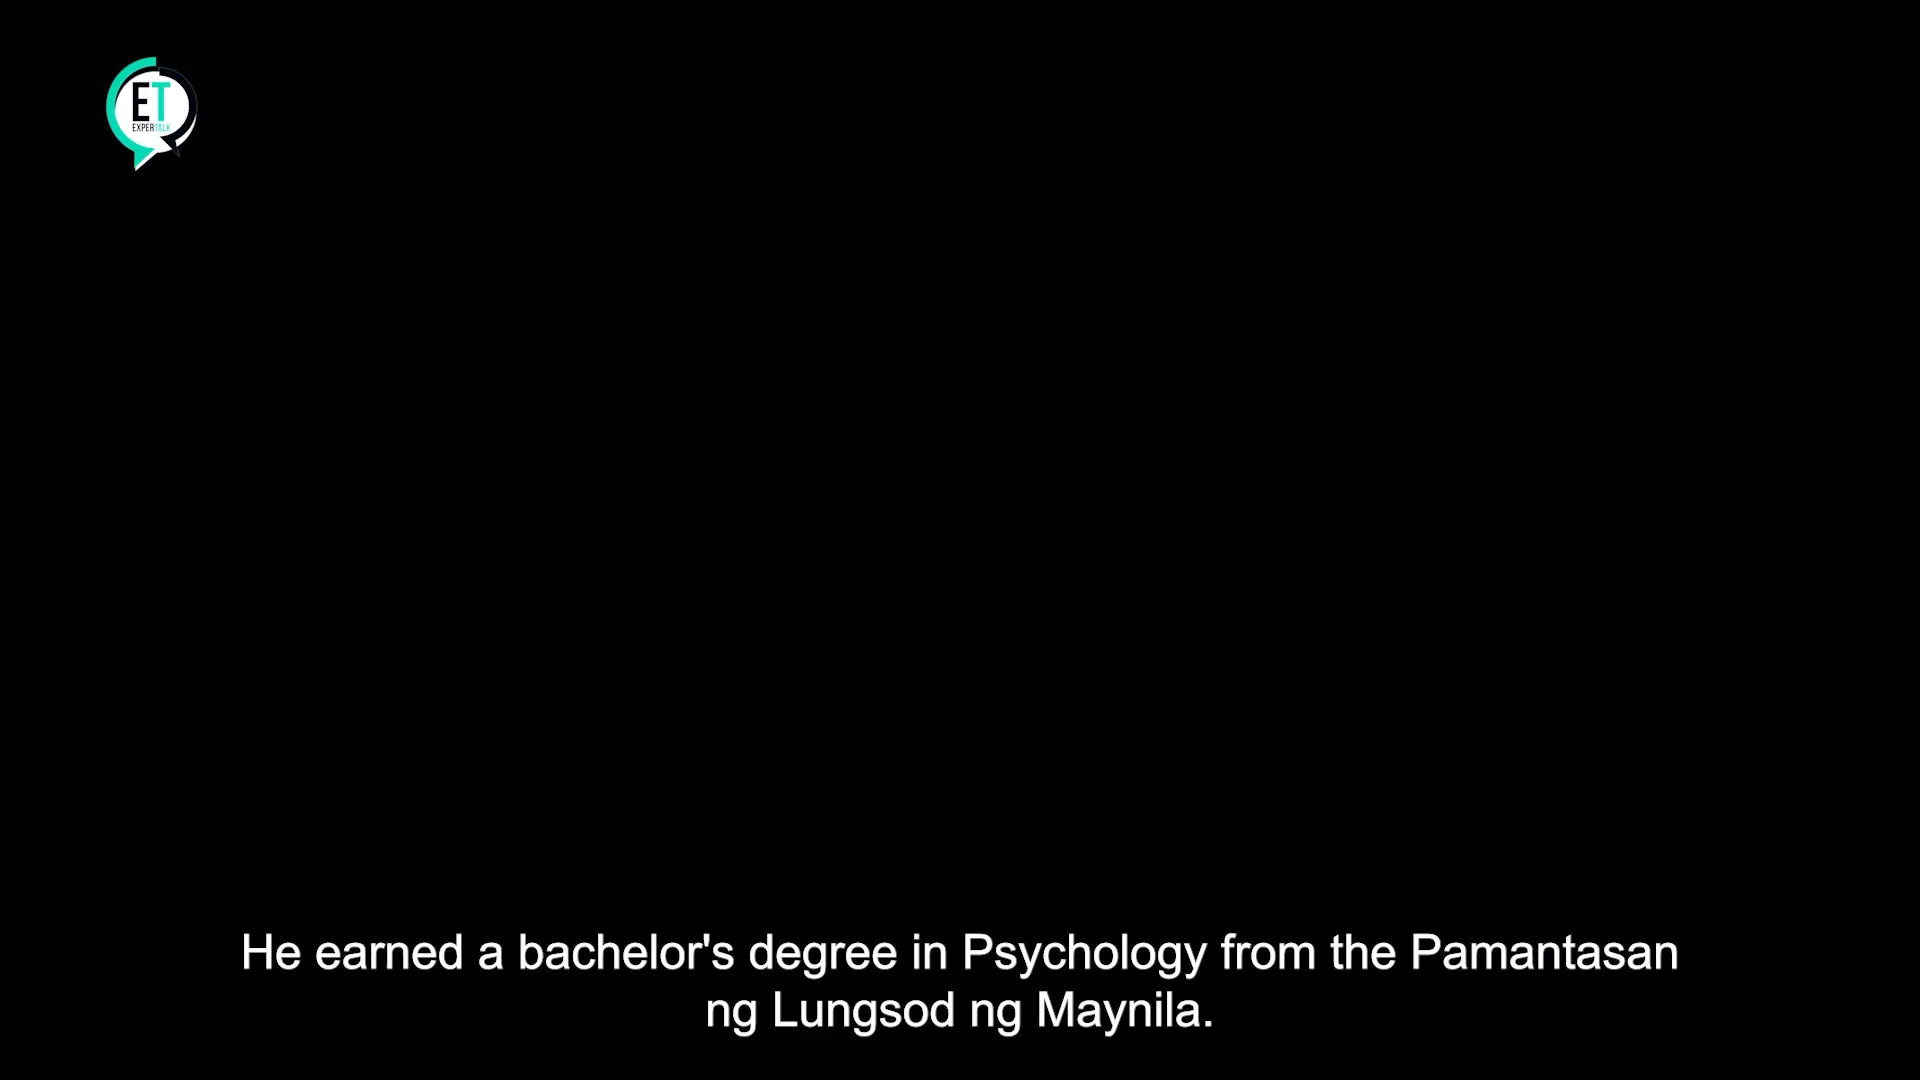 ET
EXPERTALK
He earned a bachelor's degree in Psychology from the Pamantasan
ng Lungsod ng Maynila.